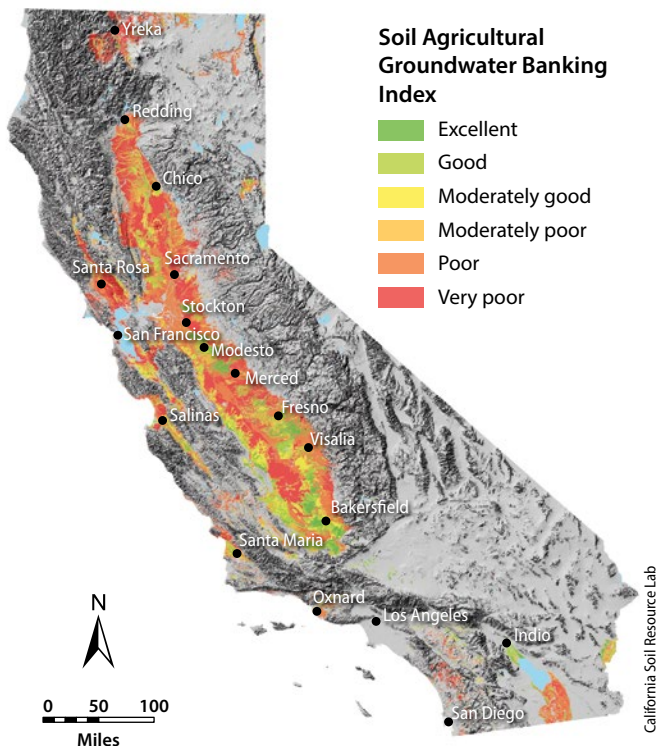 Soil Agricultural
Groundwater Banking
Index
Excellent
Good
Moderately good
Moderately poor
Poor
Very poor
Yreka
Redding
Chico
Sacramento
Santa Rosa
Stockton
San Francisco
Modesto
Merced
Fresno
Salinas
Visalia
Bakersfield
Santa Maria
Oxnard
Los Angeles
Indio
San Diego
N
0 50 100
Miles
California Soil Resource Lab